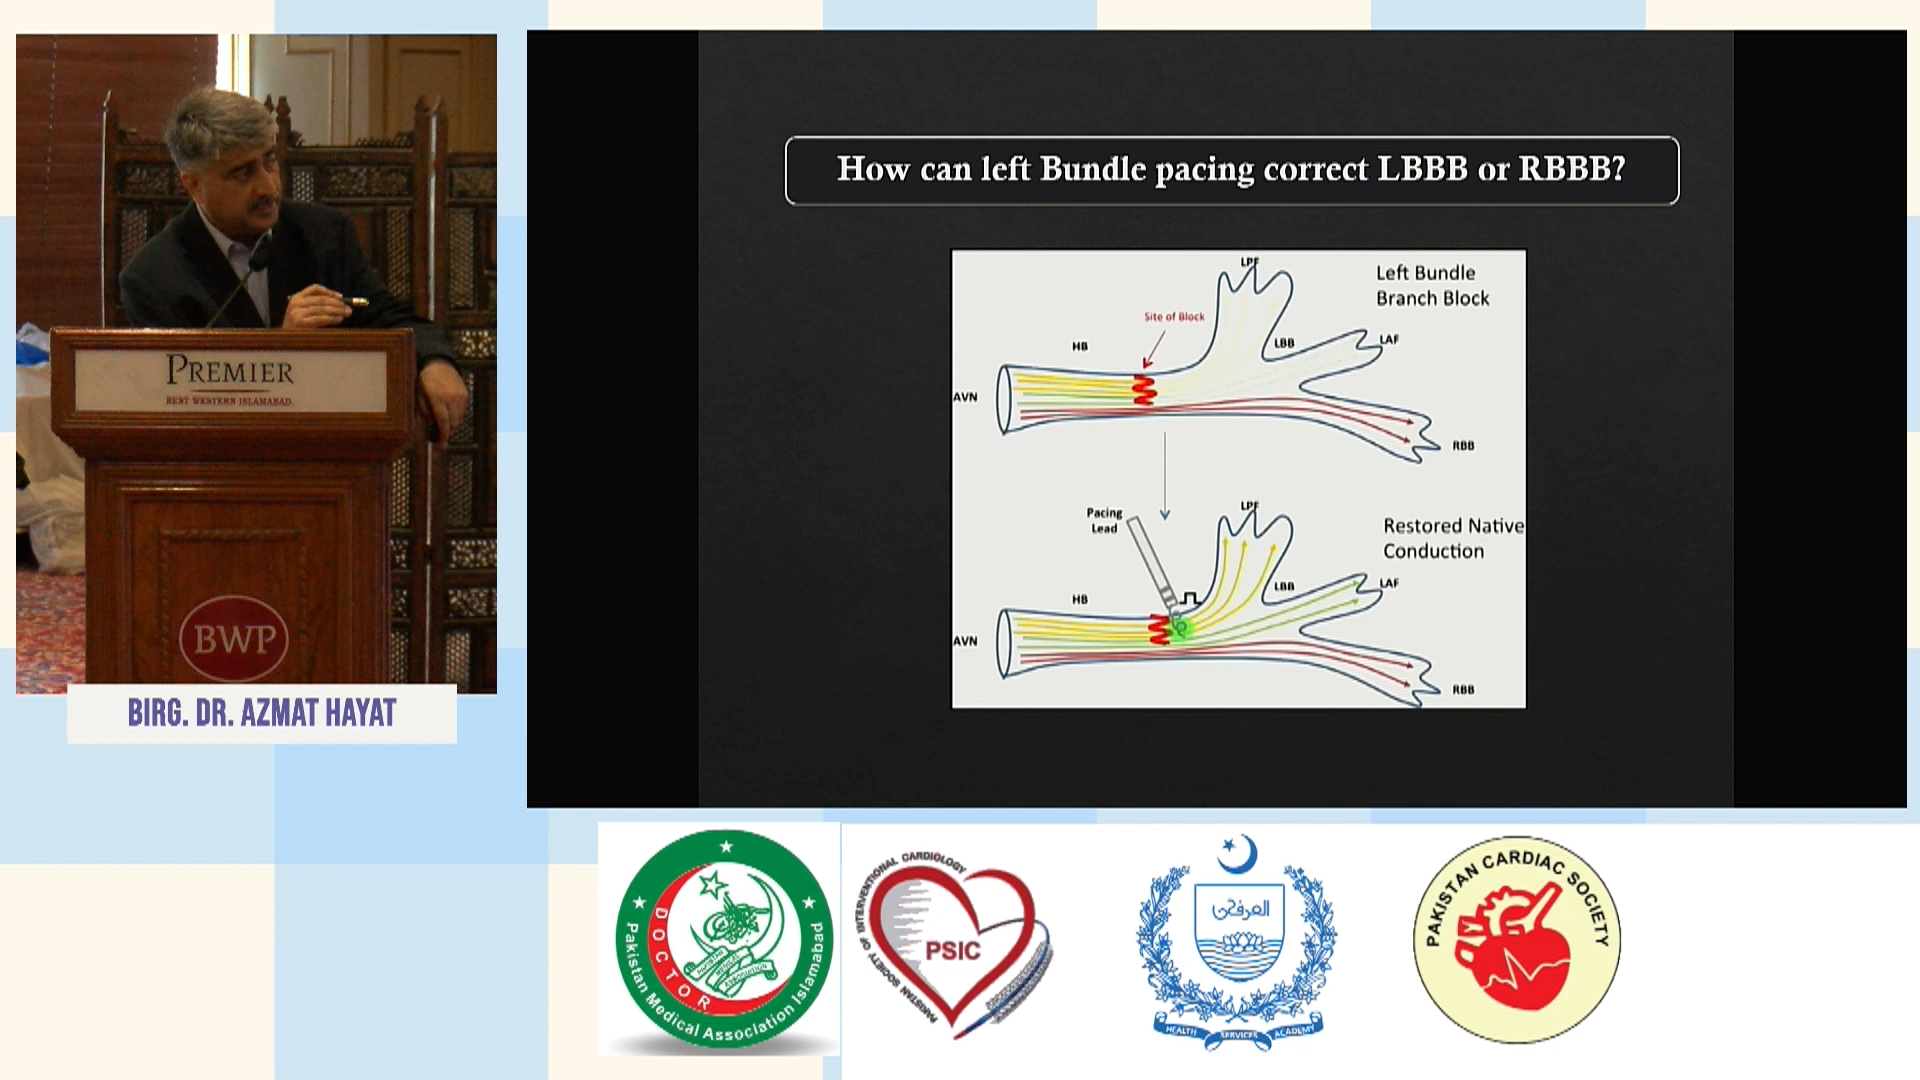 How can left Bundle pacing correct LBBB or RBBB?
LPF
Left Bundle
Branch Block
Site of Block
HB
LBB
LAF
AVN
RBB
Pacing
Lead
LPF
Restored Native
Conduction
HB
LBB
LAF
AVN
RBB
PREMIER
BEST WESTERN ISLAMABAD
BWP
BIRG. DR. AZMAT HAYAT
DOCTOR
Pakistan Medical Association Islamabad
PAKISTAN SOCIETY OF INTERVENTIONAL CARDIOLOGY
PSIC
HEALTH SERVICES ACADEMY
PAKISTAN CARDIAC SOCIETY